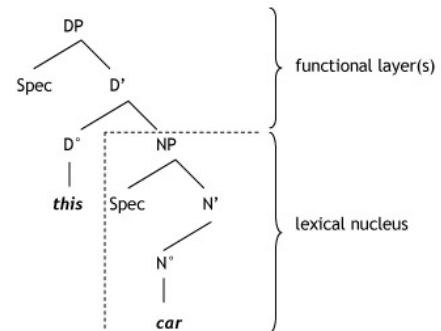 DP
functional layer(s)
Spec D’
D° NP
this Spec N’
lexical nucleus
N°
car